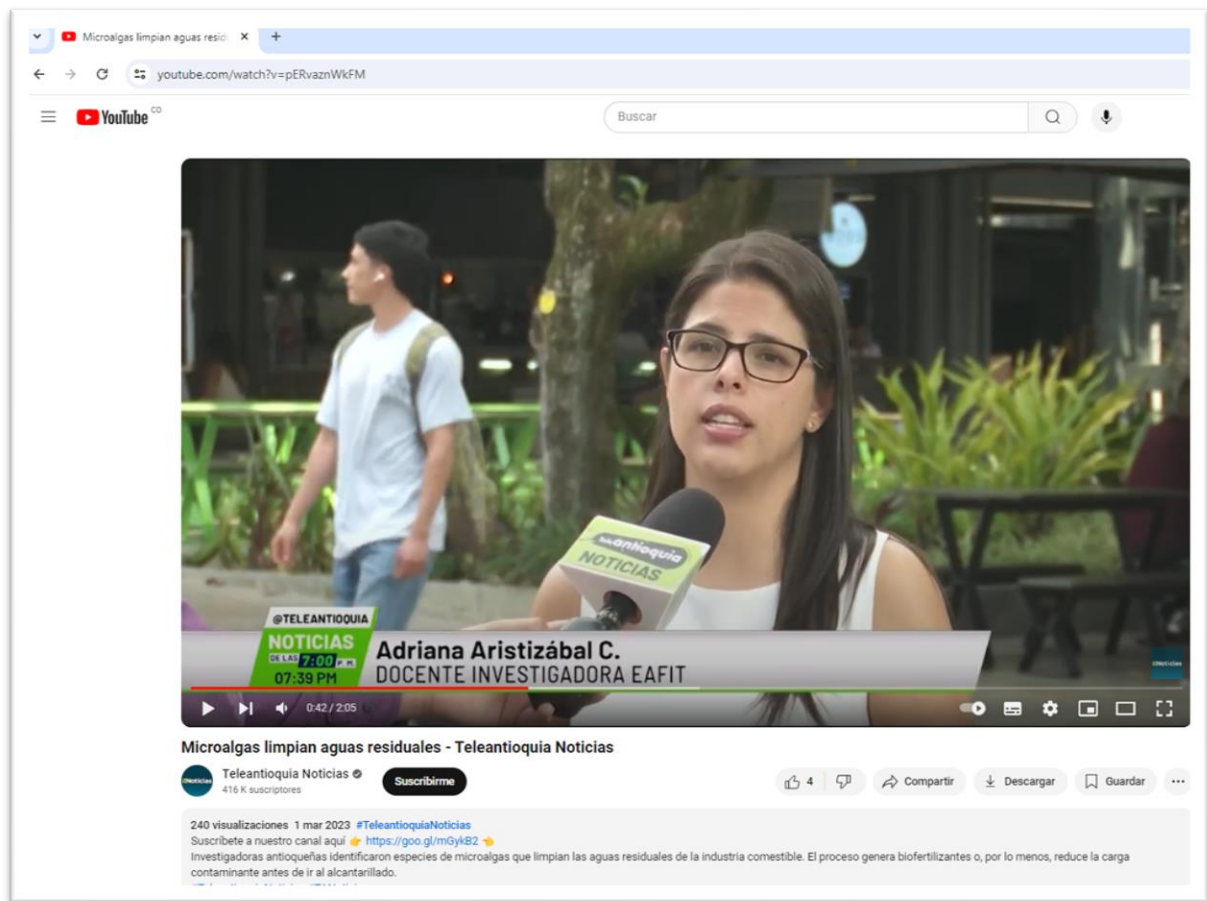 Microalgas limpian aguas resid
youtube.com/watch?v=pERvaznWkFM
YouTube CO
Buscar
Teleantioquia
NOTICIAS
@TELEANTIOQUIA
NOTICIAS
DE LAS 7:00 P. M.
07:39 PM
Adriana Aristizábal C.
DOCENTE INVESTIGADORA EAFIT
Noticias
0:42 / 2:05
Microalgas limpian aguas residuales - Teleantioquia Noticias
Noticias
Teleantioquia Noticias
416 K suscriptores
Suscribirme
4
Compartir
Descargar
Guardar
240 visualizaciones 1 mar 2023 #TeleantioquiaNoticias
Suscríbete a nuestro canal aquí 👉 https://goo.gl/mGykB2 👈
Investigadoras antioqueñas identificaron especies de microalgas que limpian las aguas residuales de la industria comestible. El proceso genera biofertilizantes o, por lo menos, reduce la carga
contaminante antes de ir al alcantarillado.